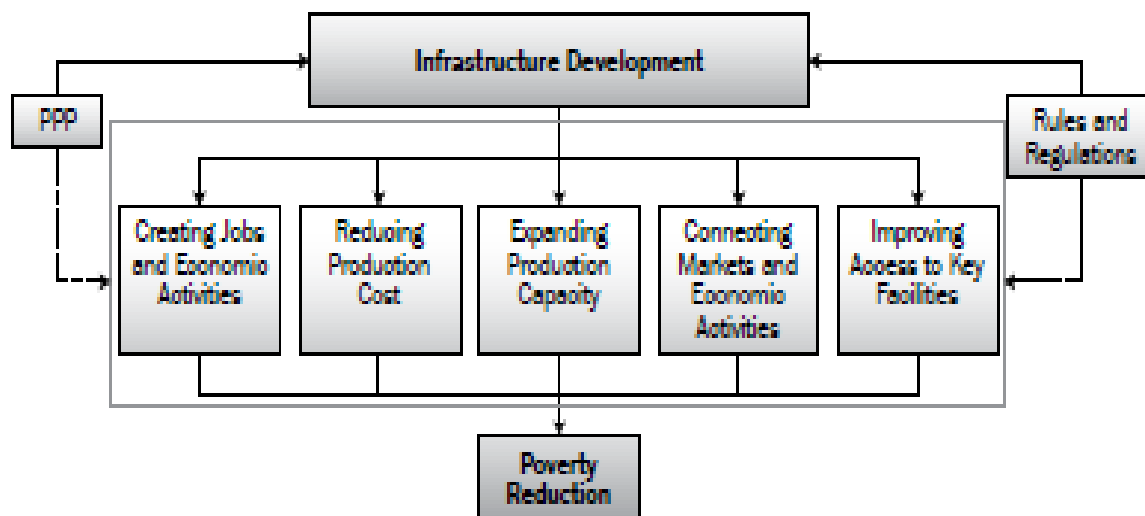 Infrastructure Development
PPP
Rules and
Regulations
Creating Jobs
and Economic
Activities
Reducing
Production
Cost
Expanding
Production
Capacity
Connecting
Markets and
Economic
Activities
Improving
Access to Key
Facilities
Poverty
Reduction